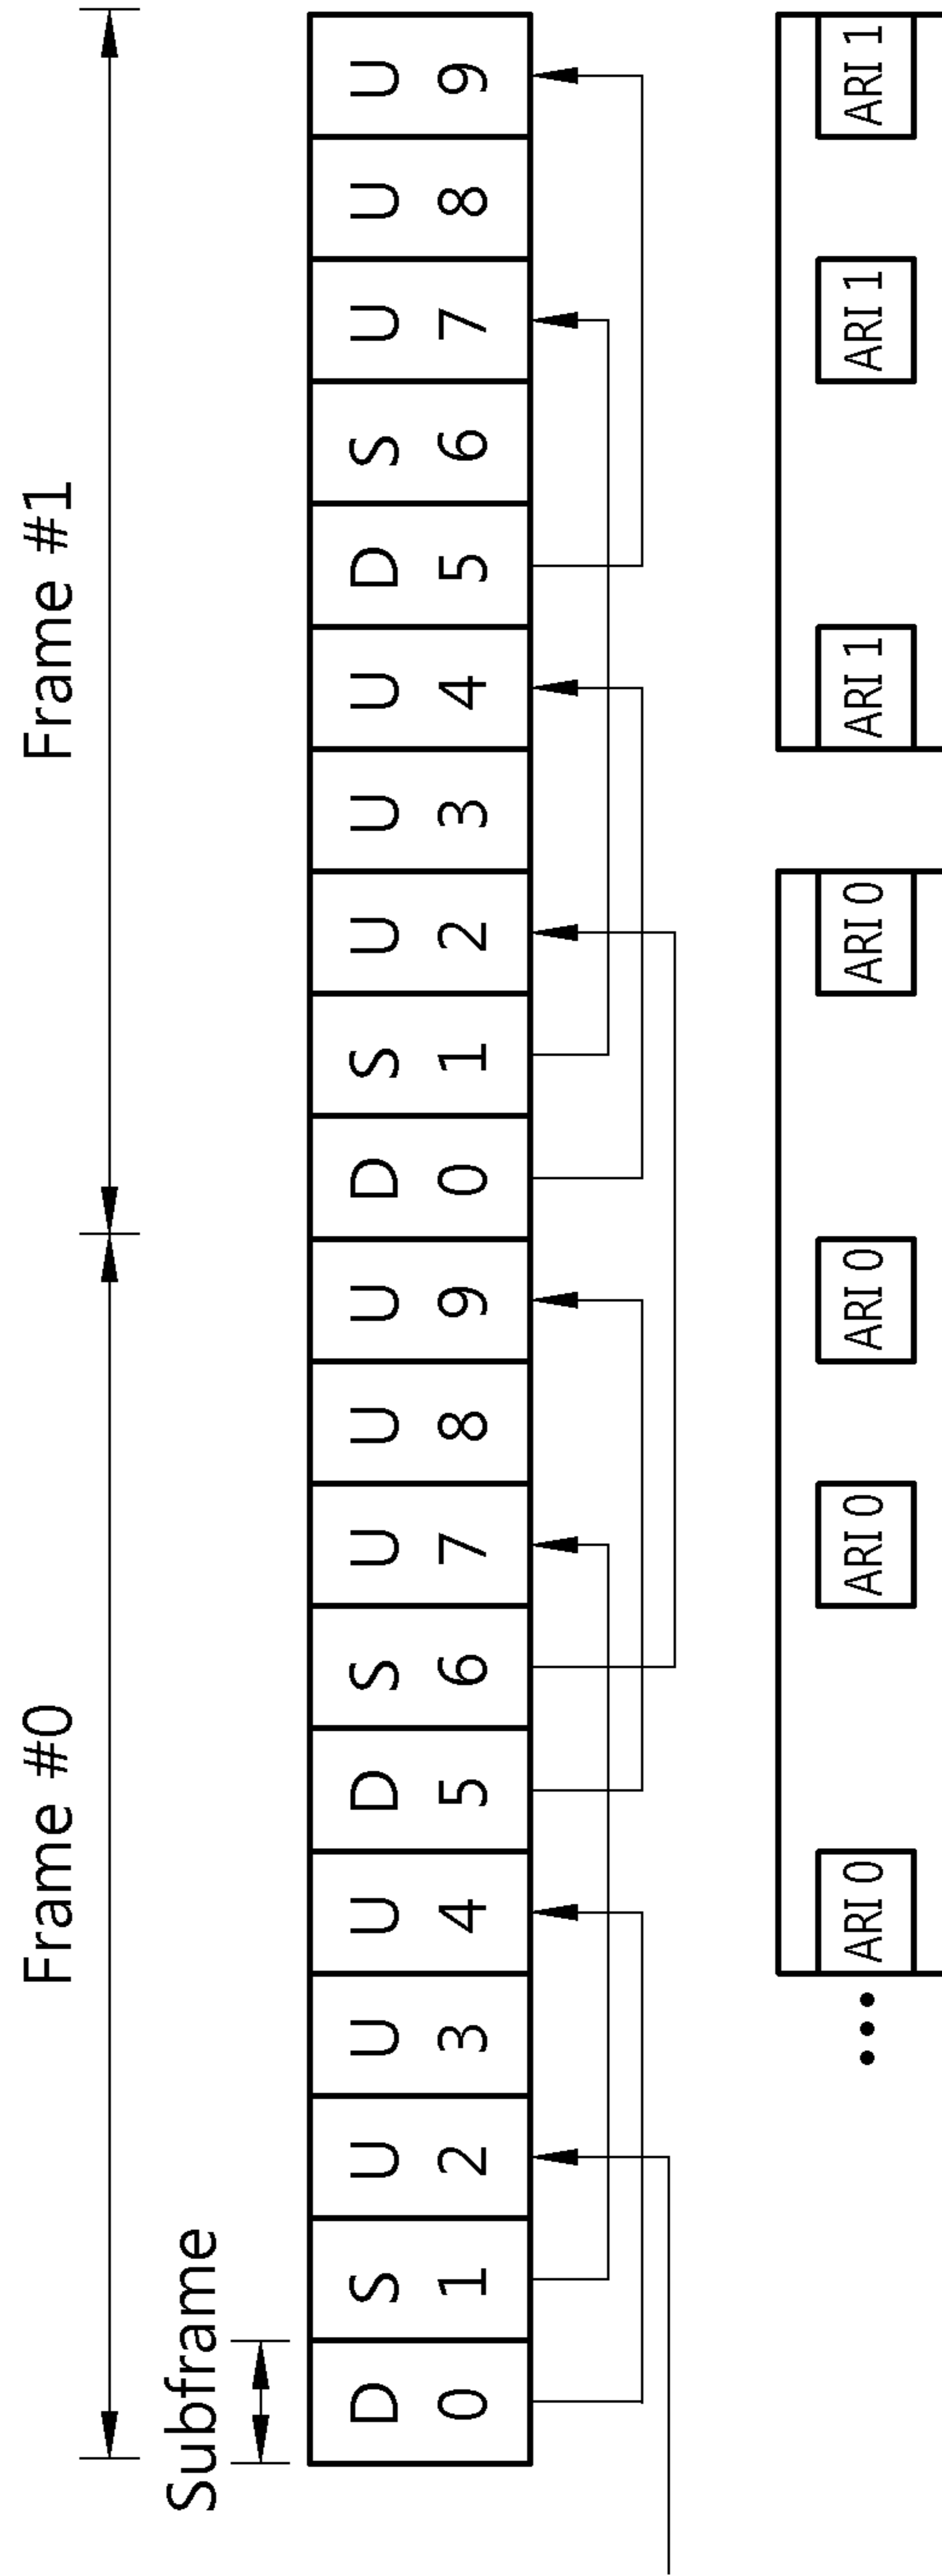 Frame #0 Frame #1
Subframe
D S U U U D S U U U D S U U U D S U U U
0 1 2 3 4 5 6 7 8 9 0 1 2 3 4 5 6 7 8 9
ARI 0 ARI 0 ARI 0 ARI 0 ARI 1 ARI 1 ARI 1